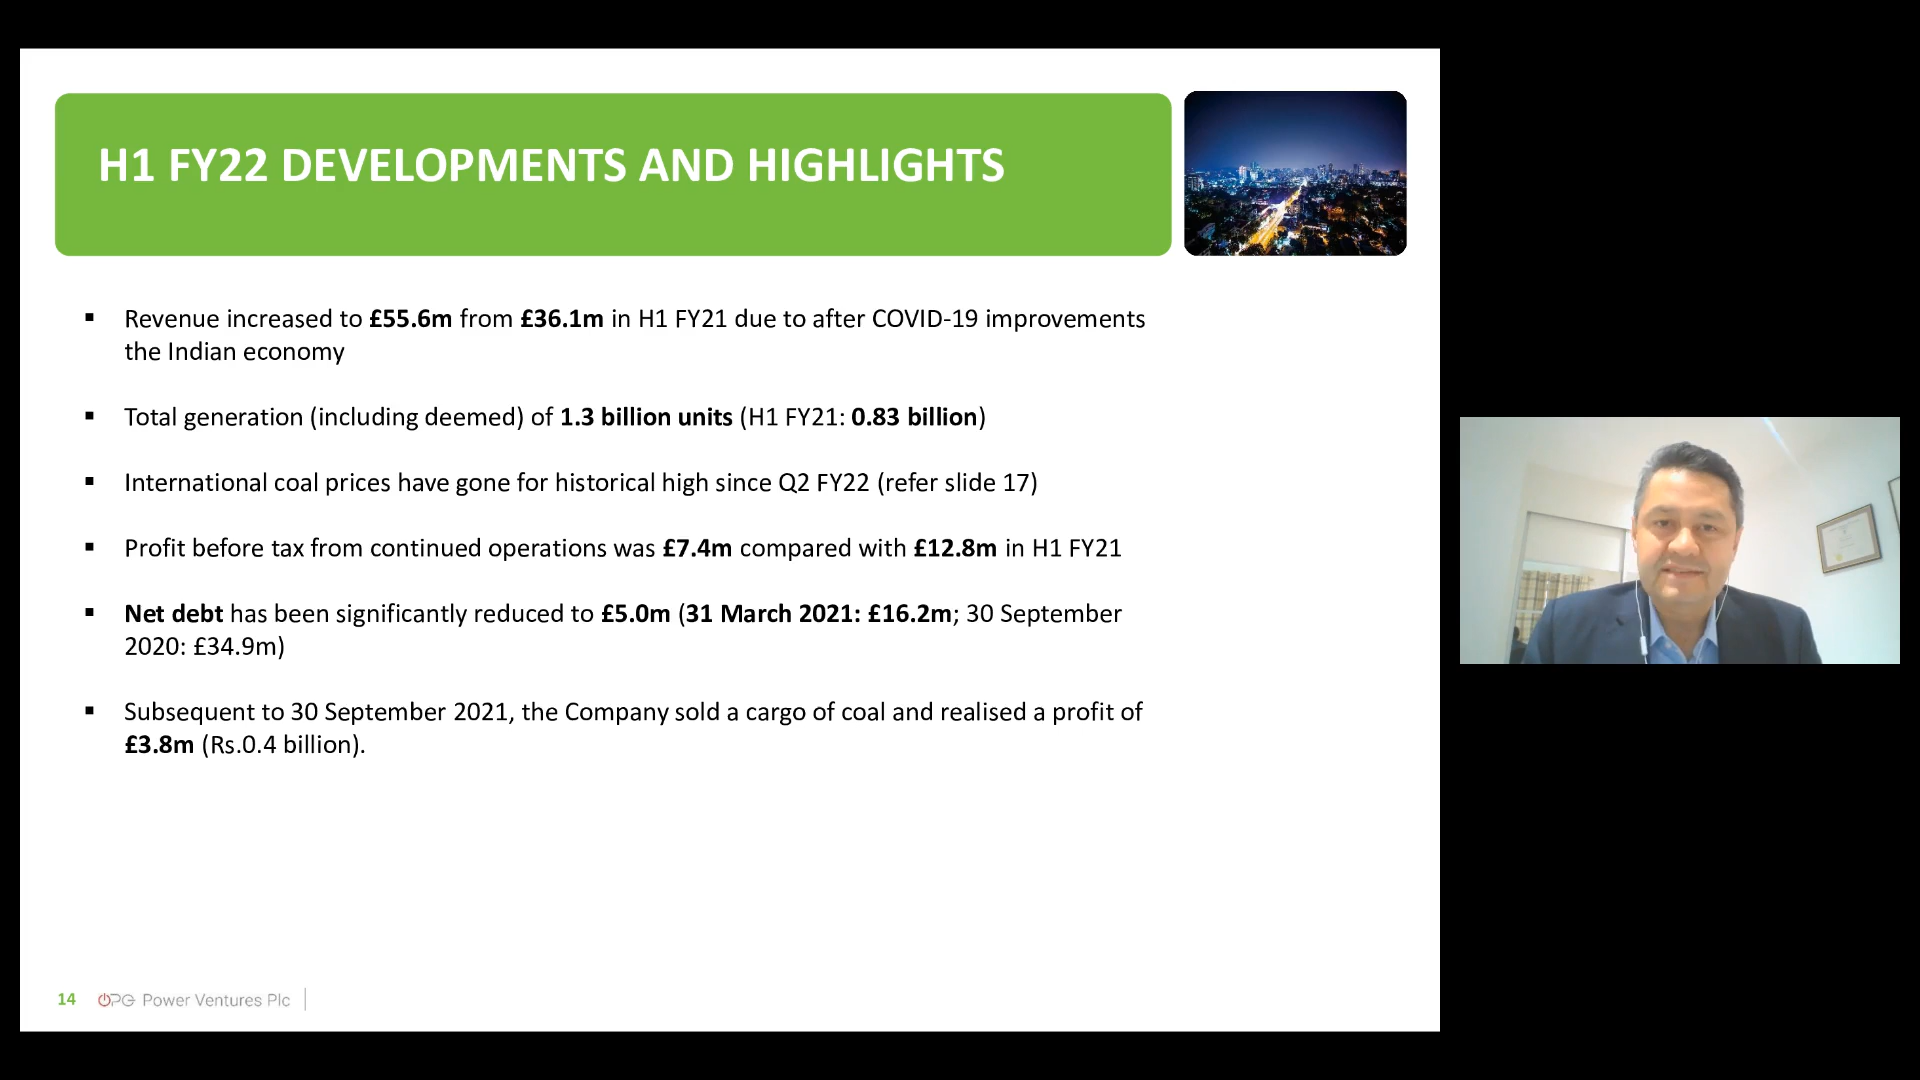 H1 FY22 DEVELOPMENTS AND HIGHLIGHTS
▪ Revenue increased to £55.6m from £36.1m in H1 FY21 due to after COVID-19 improvements
the Indian economy
▪ Total generation (including deemed) of 1.3 billion units (H1 FY21: 0.83 billion)
▪ International coal prices have gone for historical high since Q2 FY22 (refer slide 17)
▪ Profit before tax from continued operations was £7.4m compared with £12.8m in H1 FY21
▪ Net debt has been significantly reduced to £5.0m (31 March 2021: £16.2m; 30 September
2020: £34.9m)
▪ Subsequent to 30 September 2021, the Company sold a cargo of coal and realised a profit of
£3.8m (Rs.0.4 billion).
14 OPG Power Ventures Plc